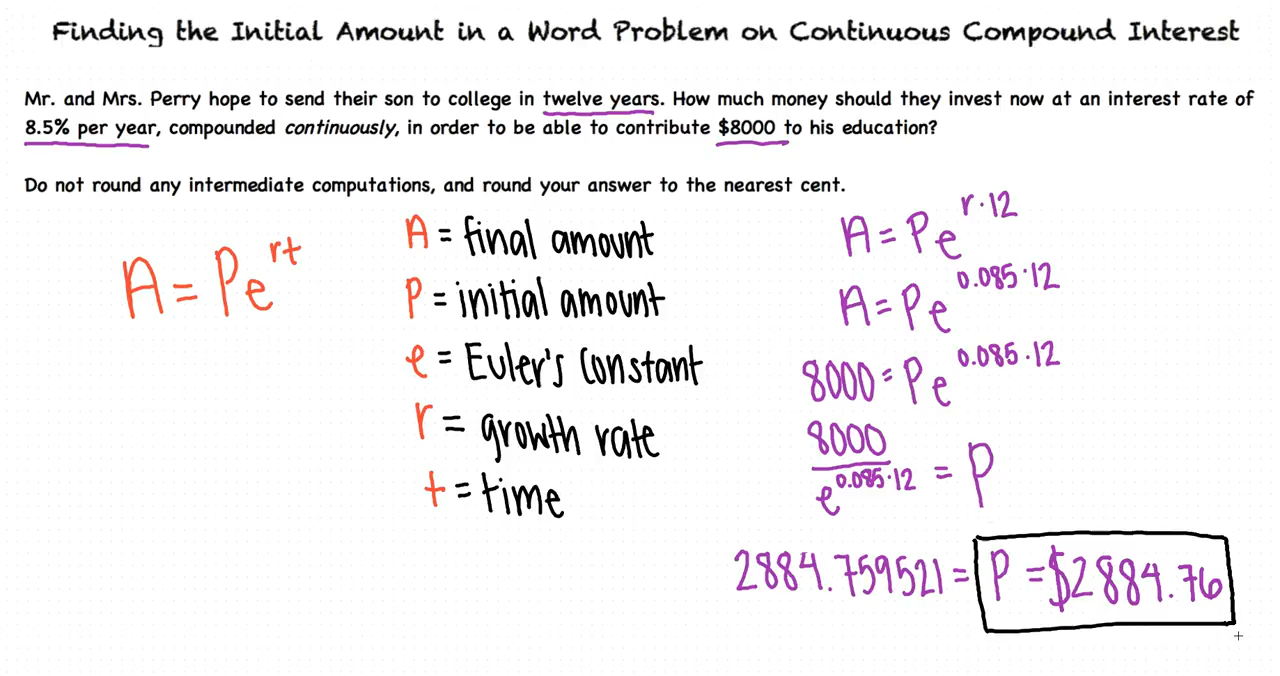 Finding the Initial Amount in a Word Problem on Continuous Compound Interest
Mr. and Mrs. Perry hope to send their son to college in twelve years. How much money should they invest now at an interest rate of
8.5% per year, compounded continuously, in order to be able to contribute $8000 to his education?
Do not round any intermediate computations, and round your answer to the nearest cent.
A = Pe^rt
A = final amount
P = initial amount
e = Euler's Constant
r = growth rate
t = time
A = Pe^r·12
A = Pe^0.085·12
8000 = Pe^0.085·12
8000
e^0.085·12 = P
2884.759521 = P = $2884.76